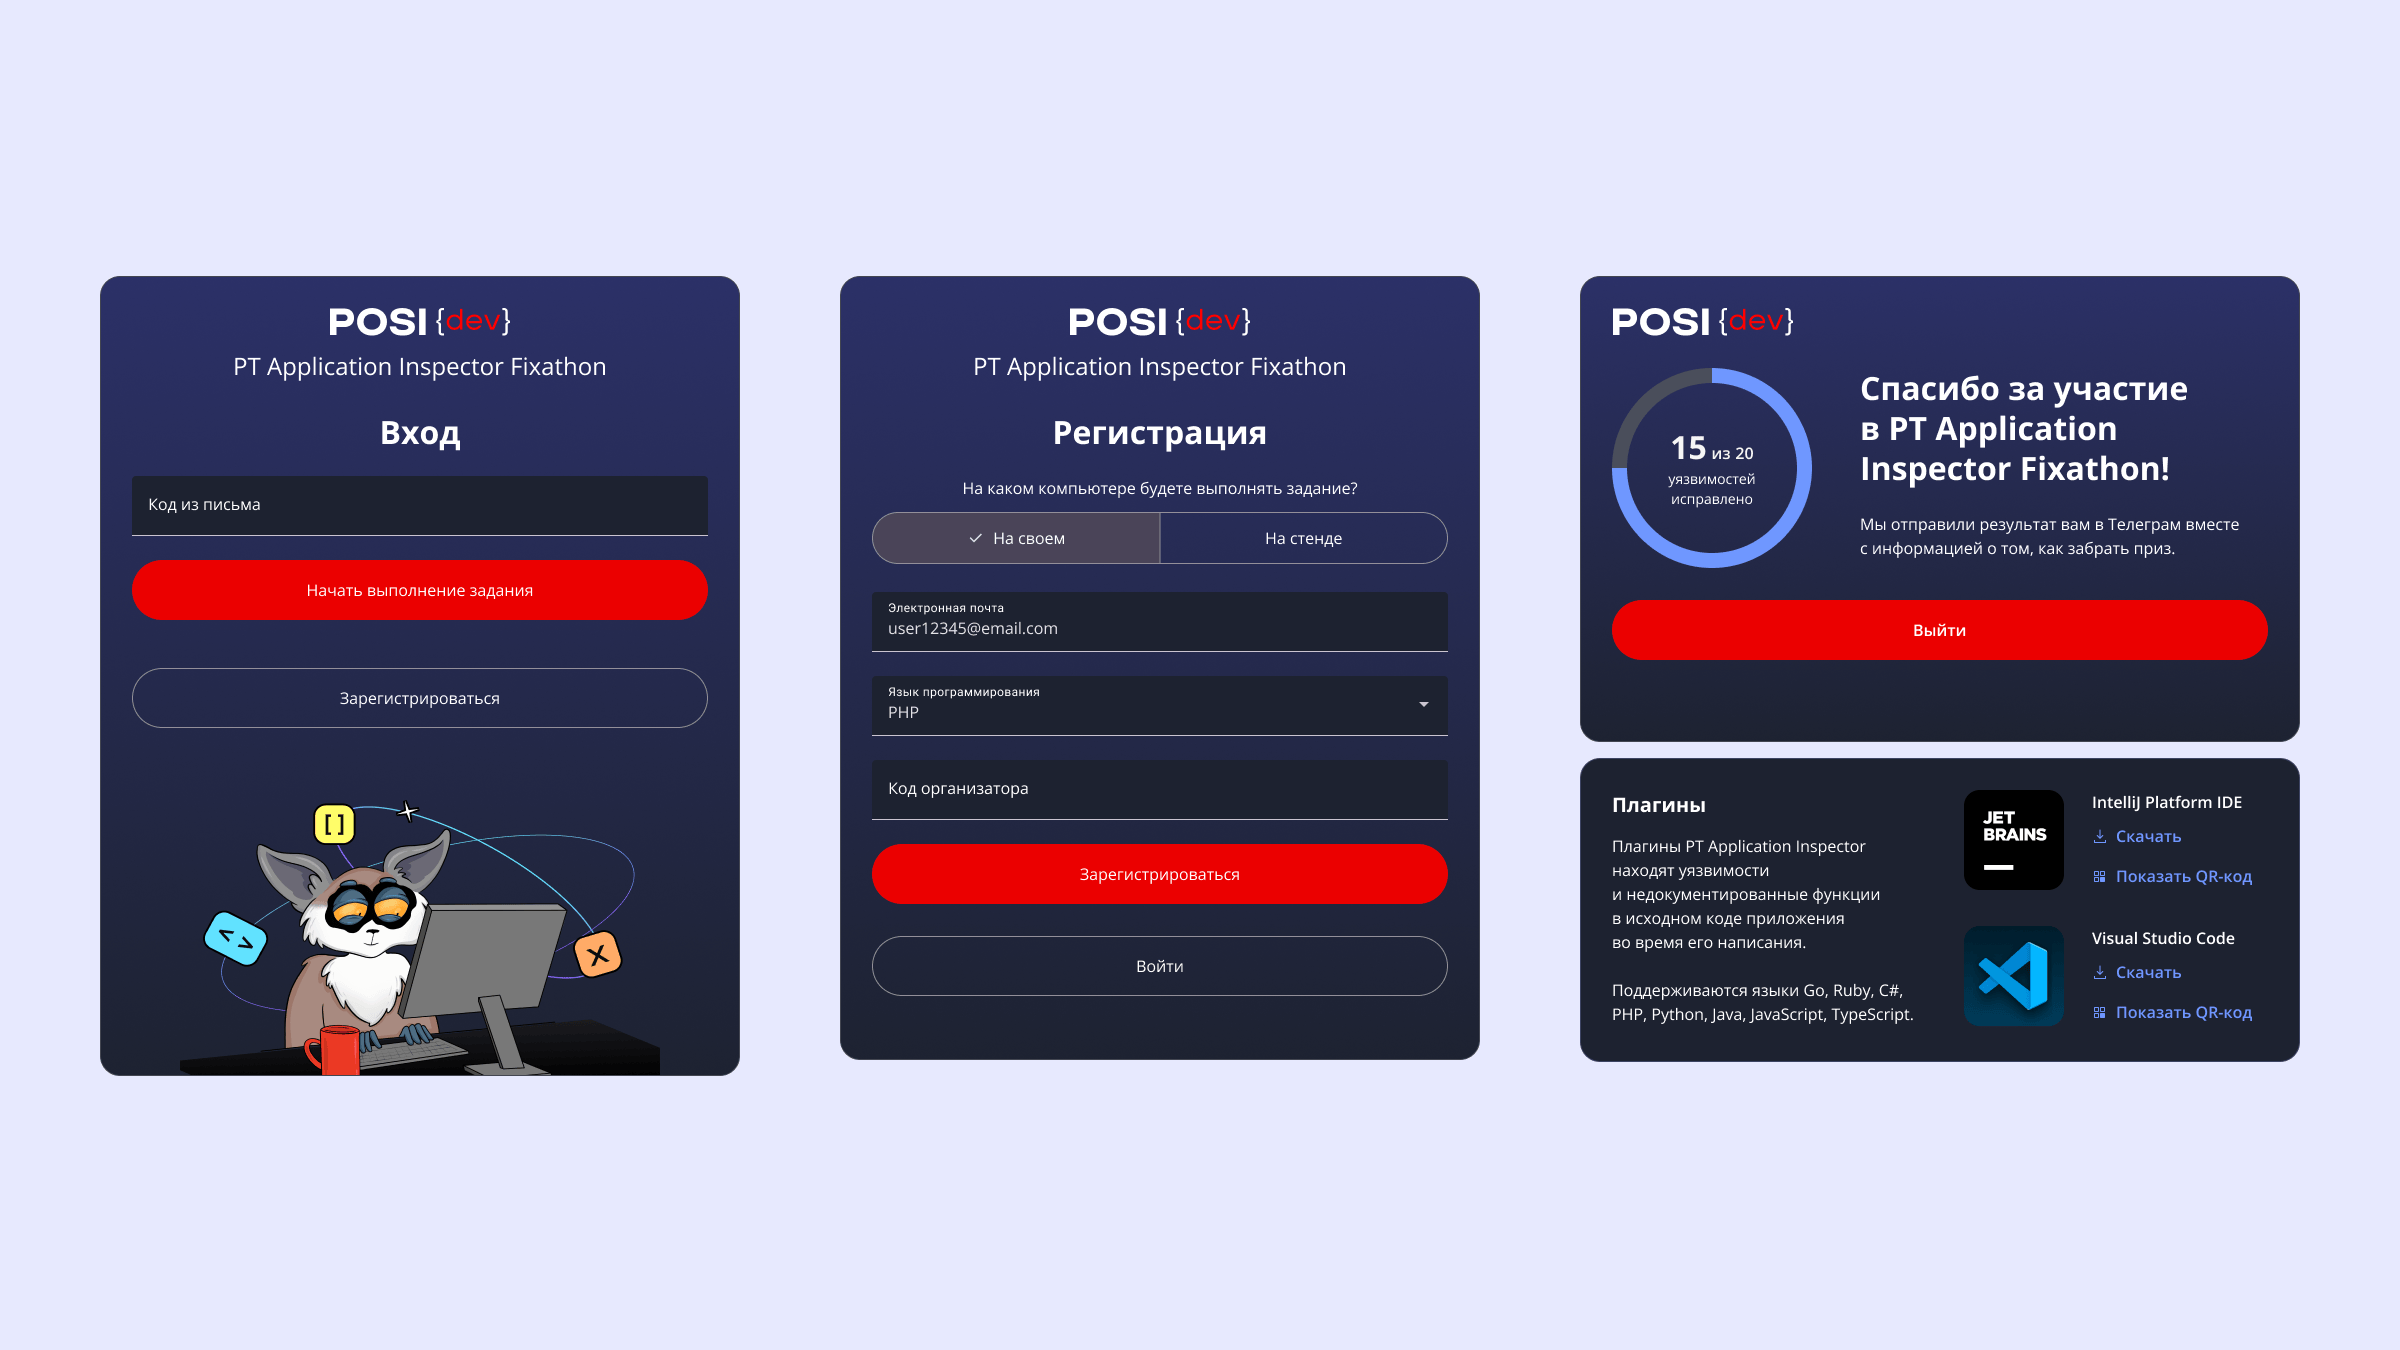 POSI {dev}
PT Application Inspector Fixathon
Вход
Код из письма
Начать выполнение задания
Зарегистрироваться
[ ]
< >
X
POSI {dev}
PT Application Inspector Fixathon
Регистрация
На каком компьютере будете выполнять задание?
На своем
На стенде
Электронная почта
user12345@email.com
Язык программирования
PHP
Код организатора
Зарегистрироваться
Войти
POSI {dev}
15 из 20
уязвимостей
исправлено
Спасибо за участие
в PT Application
Inspector Fixathon!
Мы отправили результат вам в Телеграм вместе
с информацией о том, как забрать приз.
Выйти
Плагины
Плагины PT Application Inspector
находят уязвимости
и недокументированные функции
в исходном коде приложения
во время его написания.
Поддерживаются языки Go, Ruby, C#,
PHP, Python, Java, JavaScript, TypeScript.
JET
BRAINS
IntelliJ Platform IDE
Скачать
Показать QR-код
Visual Studio Code
Скачать
Показать QR-код